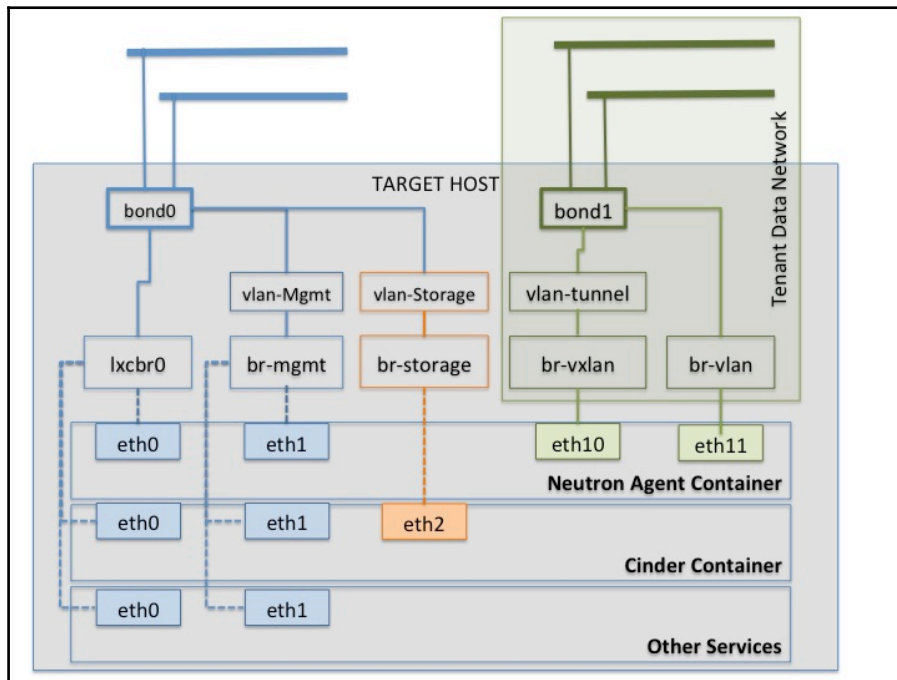 TARGET HOST
Tenant Data Network
bond0
bond1
vlan-Mgmt
vlan-Storage
vlan-tunnel
lxcbr0
br-mgmt
br-storage
br-vxlan
br-vlan
eth0
eth1
eth10
eth11
Neutron Agent Container
eth0
eth1
eth2
Cinder Container
eth0
eth1
Other Services